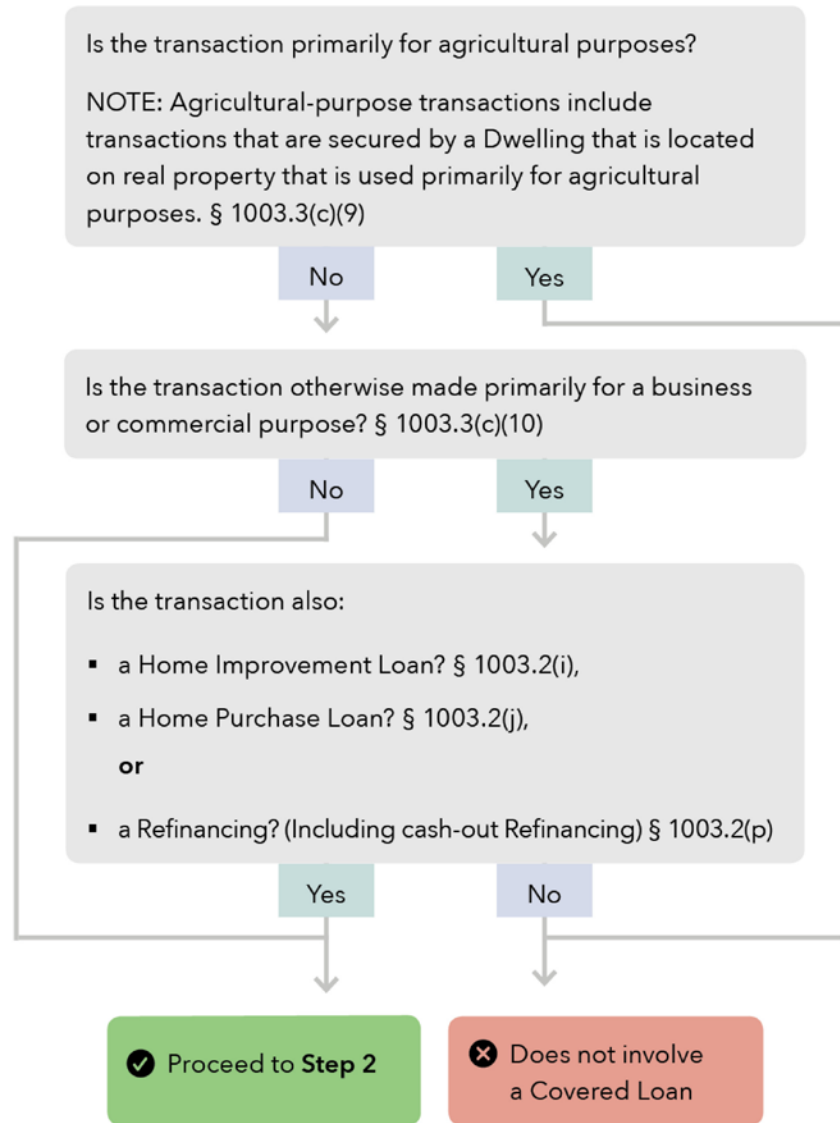 Is the transaction primarily for agricultural purposes?
NOTE: Agricultural-purpose transactions include
transactions that are secured by a Dwelling that is located
on real property that is used primarily for agricultural
purposes. § 1003.3(c)(9)
No
Yes
Is the transaction otherwise made primarily for a business
or commercial purpose? § 1003.3(c)(10)
No
Yes
Is the transaction also:
▪ a Home Improvement Loan? § 1003.2(i),
▪ a Home Purchase Loan? § 1003.2(j),
or
▪ a Refinancing? (Including cash-out Refinancing) § 1003.2(p)
Yes
No
Proceed to Step 2
Does not involve
a Covered Loan